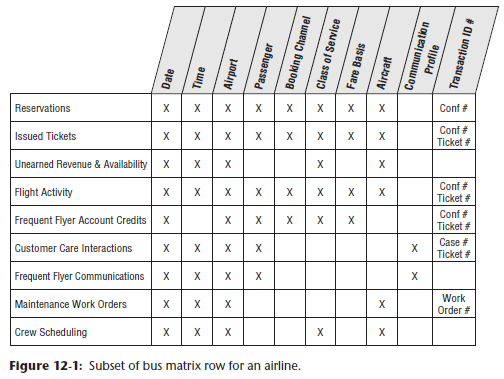 Date Time Airport Passenger Booking Channel Class of Service Fare Basis Aircraft Communication Profile Transaction ID #
Reservations X X X X X X X X Conf #
Issued Tickets X X X X X X X X Conf # Ticket #
Unearned Revenue & Availability X X X X X
Flight Activity X X X X X X X X Conf # Ticket #
Frequent Flyer Account Credits X X X X X X Conf # Ticket #
Customer Care Interactions X X X X X Case # Ticket #
Frequent Flyer Communications X X X X X
Maintenance Work Orders X X X X Work Order #
Crew Scheduling X X X X X
Figure 12-1: Subset of bus matrix row for an airline.